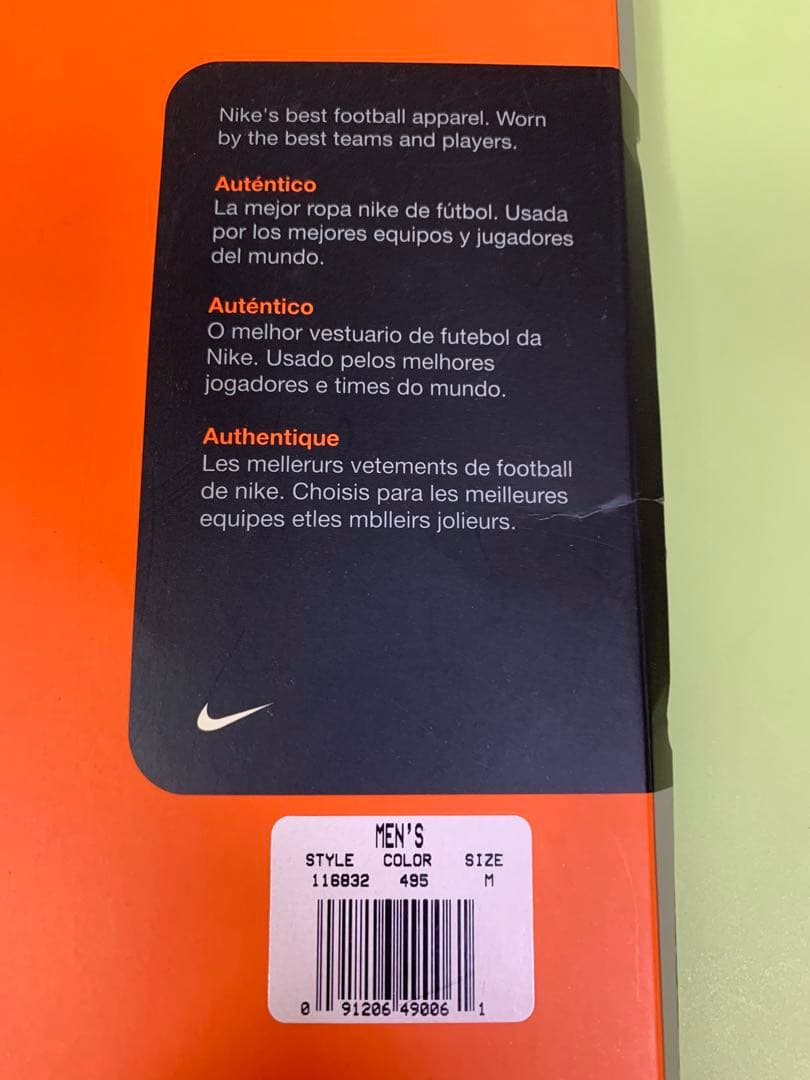 Nike's best football apparel. Worn
by the best teams and players.
Auténtico
La mejor ropa nike de fútbol. Usada
por los mejores equipos y jugadores
del mundo.
Auténtico
O melhor vestuario de futebol da
Nike. Usado pelos melhores
jogadores e times do mundo.
Authentique
Les mellerurs vetements de football
de nike. Choisis para les meilleures
equipes etles mblleirs jolieurs.
MEN'S
STYLE COLOR SIZE
116832 495 M
0 91206 49006 1